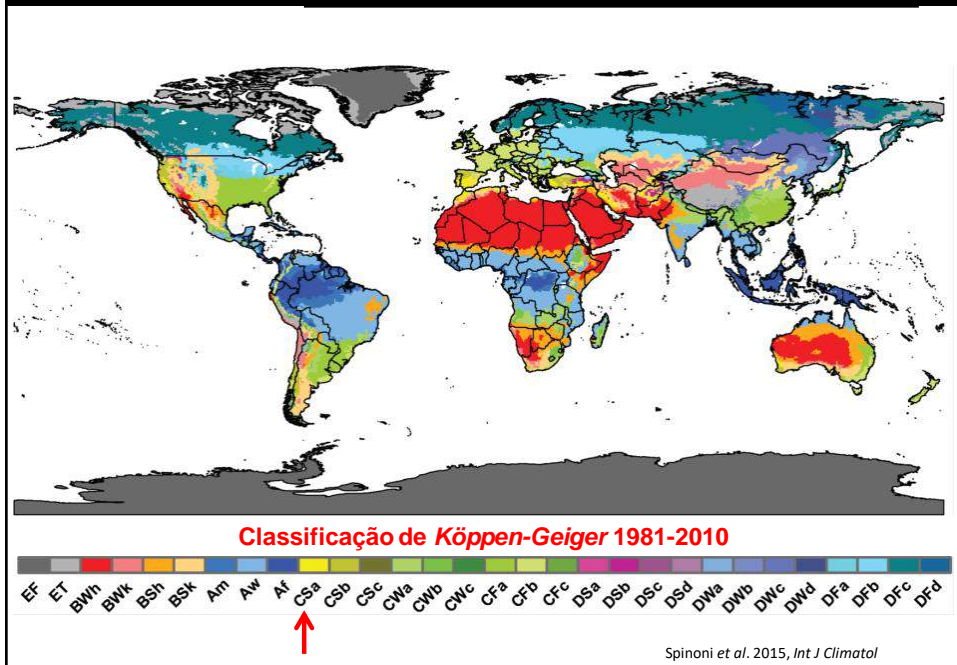 Classificação de Köppen-Geiger 1981-2010
EF ET BWh BWk BSh BSk Am Aw Af CSa CSb CSc CWa CWb CWc CFa CFb CFc DSa DSb DSc DSd DWa DWb DWc DWd DFa DFb DFc DFd
Spinoni et al. 2015, Int J Climatol